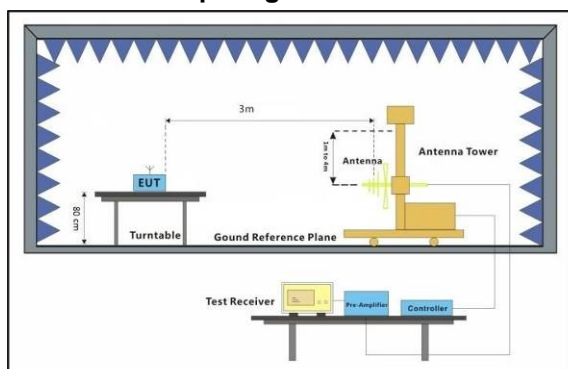 3m
1m to 4m
Antenna
Antenna Tower
EUT
80 cm
Turntable
Gound Reference Plane
Test Receiver
Pre-Amplifier
Controller